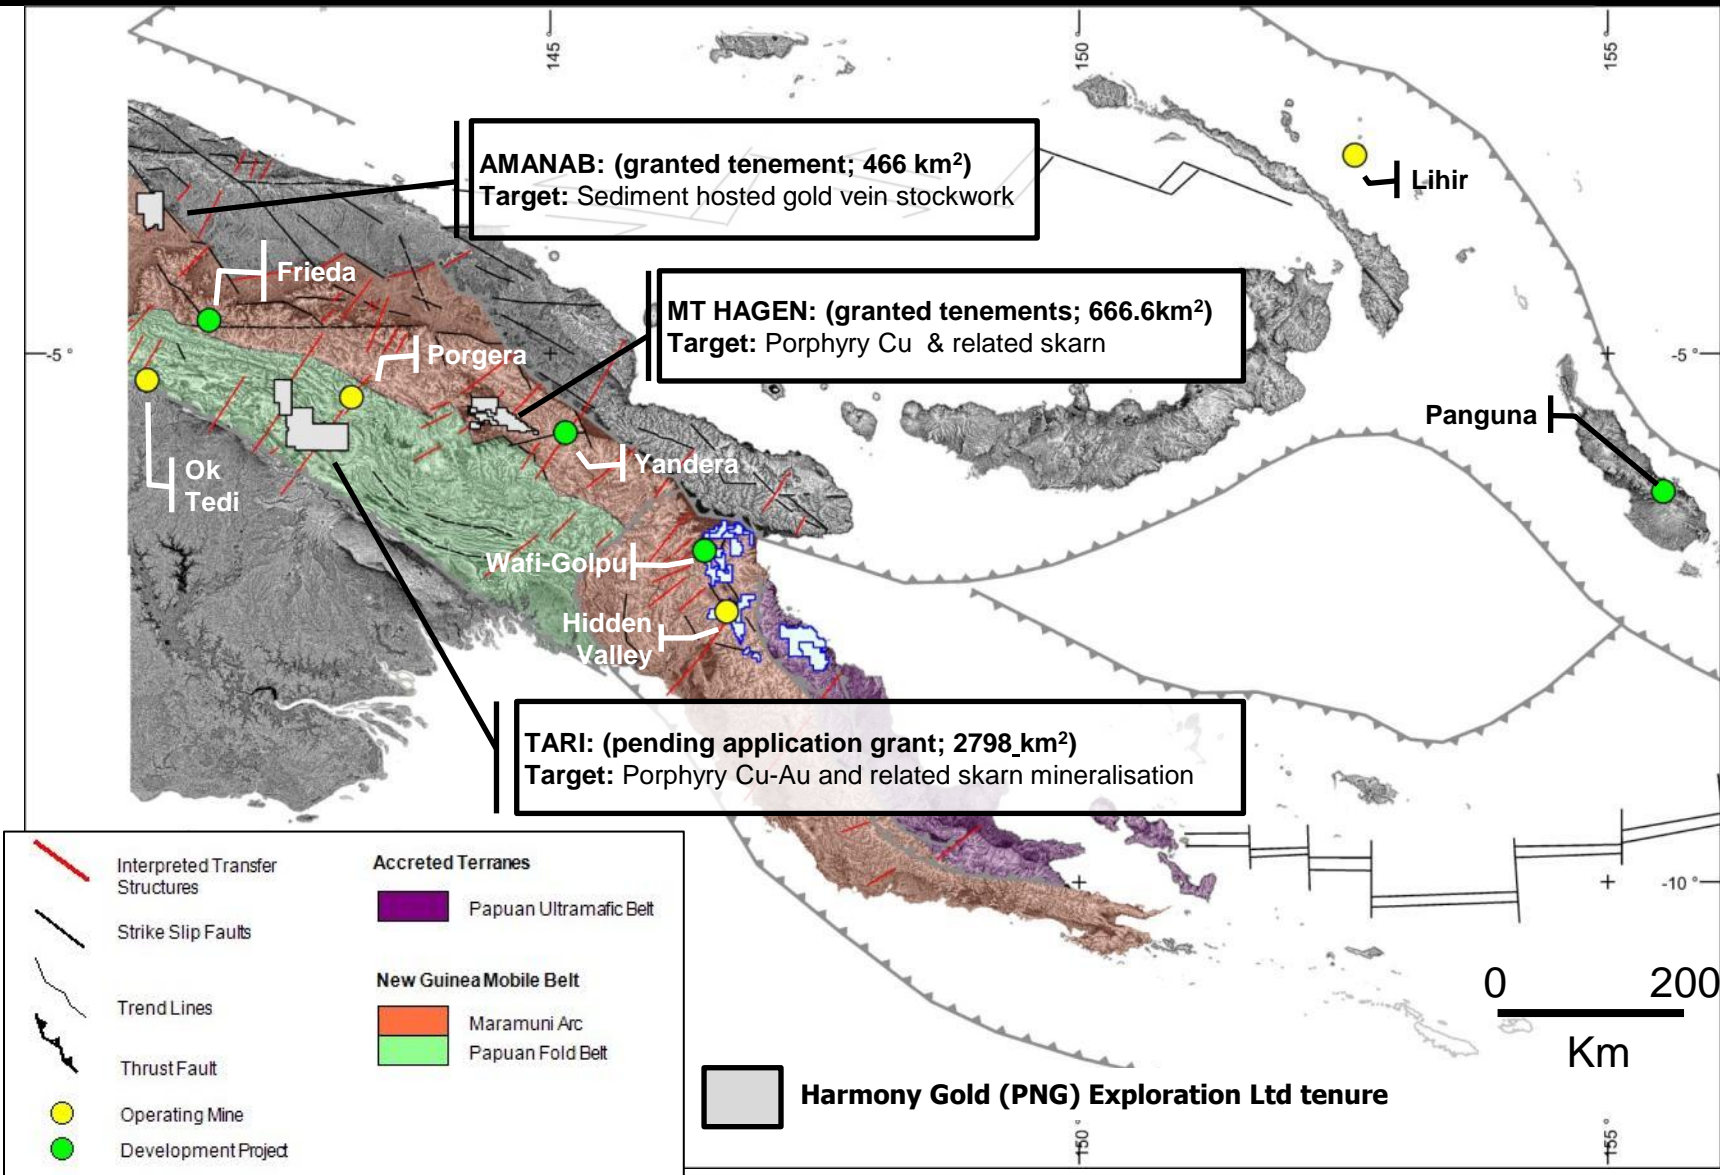 145°
150°
155°
AMANAB: (granted tenement; 466 km²)
Target: Sediment hosted gold vein stockwork
Lihir
Frieda
MT HAGEN: (granted tenements; 666.6km²)
Target: Porphyry Cu & related skarn
-5°
Porgera
-5°
Panguna
Ok
Tedi
Yandera
Wafi-Golpu
Hidden
Valley
TARI: (pending application grant; 2798 km²)
Target: Porphyry Cu-Au and related skarn mineralisation
Interpreted Transfer
Structures
Strike Slip Faults
Trend Lines
Thrust Fault
Operating Mine
Development Project
Accreted Terranes
Papuan Ultramafic Belt
New Guinea Mobile Belt
Maramuni Arc
Papuan Fold Belt
-10°
0 200
Km
Harmony Gold (PNG) Exploration Ltd tenure
150°
155°